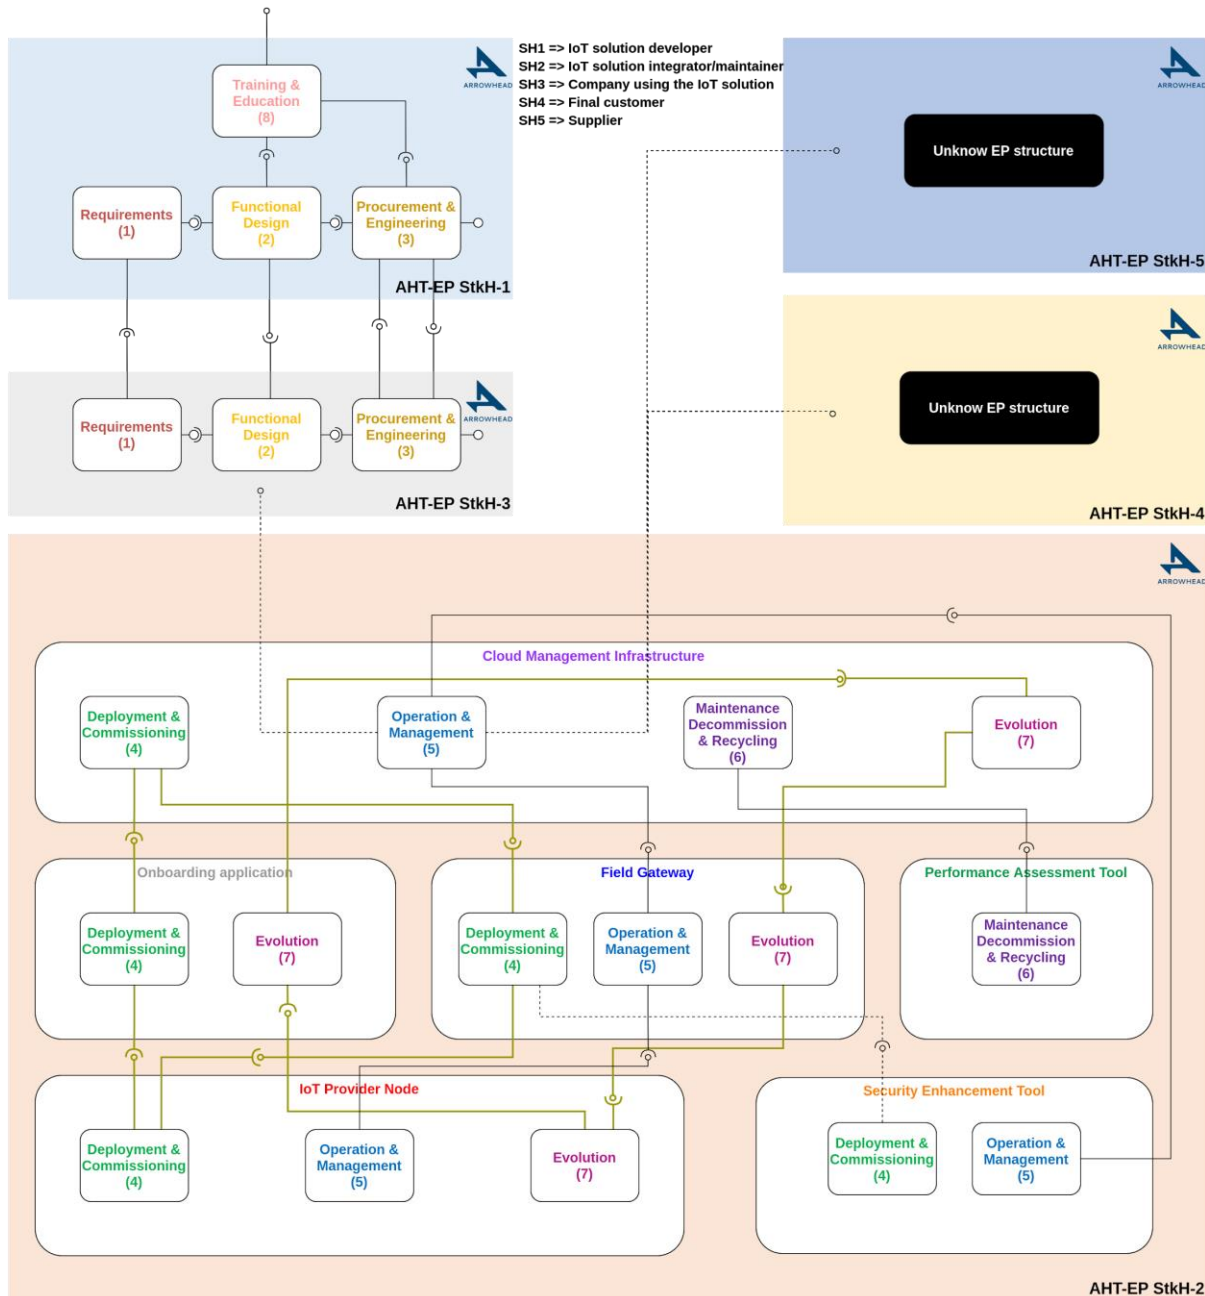 ARROWHEAD
Training &
Education
(8)
Requirements
(1)
Functional
Design
(2)
Procurement &
Engineering
(3)
AHT-EP StkH-1
SH1 => IoT solution developer
SH2 => IoT solution integrator/maintainer
SH3 => Company using the IoT solution
SH4 => Final customer
SH5 => Supplier
ARROWHEAD
Unknow EP structure
AHT-EP StkH-5
ARROWHEAD
Unknow EP structure
AHT-EP StkH-4
ARROWHEAD
Requirements
(1)
Functional
Design
(2)
Procurement &
Engineering
(3)
AHT-EP StkH-3
ARROWHEAD
Cloud Management Infrastructure
Deployment &
Commissioning
(4)
Operation &
Management
(5)
Maintenance
Decommission
& Recycling
(6)
Evolution
(7)
Onboarding application
Deployment &
Commissioning
(4)
Evolution
(7)
Field Gateway
Deployment &
Commissioning
(4)
Operation &
Management
(5)
Evolution
(7)
Performance Assessment Tool
Maintenance
Decommission
& Recycling
(6)
IoT Provider Node
Deployment &
Commissioning
(4)
Operation &
Management
(5)
Evolution
(7)
Security Enhancement Tool
Deployment &
Commissioning
(4)
Operation &
Management
(5)
AHT-EP StkH-2